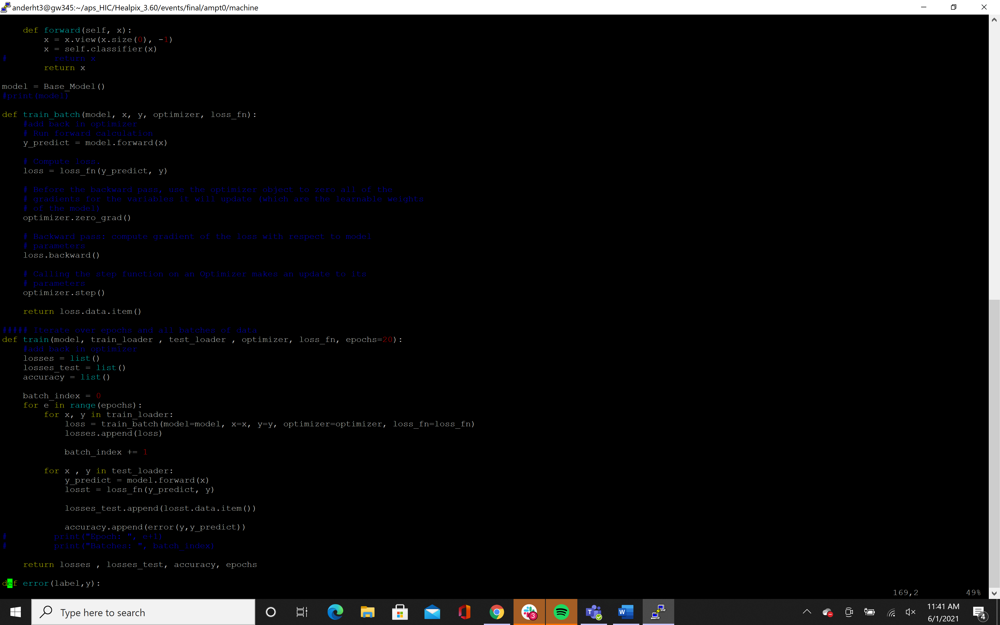 anderht3@gw345:~/aps_HIC/Healpix_3.60/events/final/ampt0/machine
    def forward(self, x):
        x = x.view(x.size(0), -1)
        x = self.classifier(x)
#         return x
        return x
model = Base_Model()
#print(model)
def train_batch(model, x, y, optimizer, loss_fn):
    #add back in optimizer
    # Run forward calculation
    y_predict = model.forward(x)
    # Compute loss.
    loss = loss_fn(y_predict, y)
    # Before the backward pass, use the optimizer object to zero all of the
    # gradients for the variables it will update (which are the learnable weights
    # of the model)
    optimizer.zero_grad()
    # Backward pass: compute gradient of the loss with respect to model
    # parameters
    loss.backward()
    # Calling the step function on an Optimizer makes an update to its
    # parameters
    optimizer.step()
    return loss.data.item()
##### Iterate over epochs and all batches of data
def train(model, train_loader , test_loader , optimizer, loss_fn, epochs=20):
    #add back in optimizer
    losses = list()
    losses_test = list()
    accuracy = list()
    batch_index = 0
    for e in range(epochs):
        for x, y in train_loader:
            loss = train_batch(model=model, x=x, y=y, optimizer=optimizer, loss_fn=loss_fn)
            losses.append(loss)
            batch_index += 1
        for x , y in test_loader:
            y_predict = model.forward(x)
            losst = loss_fn(y_predict, y)
            losses_test.append(losst.data.item())
            accuracy.append(error(y,y_predict))
#         print("Epoch: ", e+1)
#         print("Batches: ", batch_index)
    return losses , losses_test, accuracy, epochs
def error(label,y):
169,2 49%
Type here to search
3
T
W
11:41 AM
6/1/2021
4